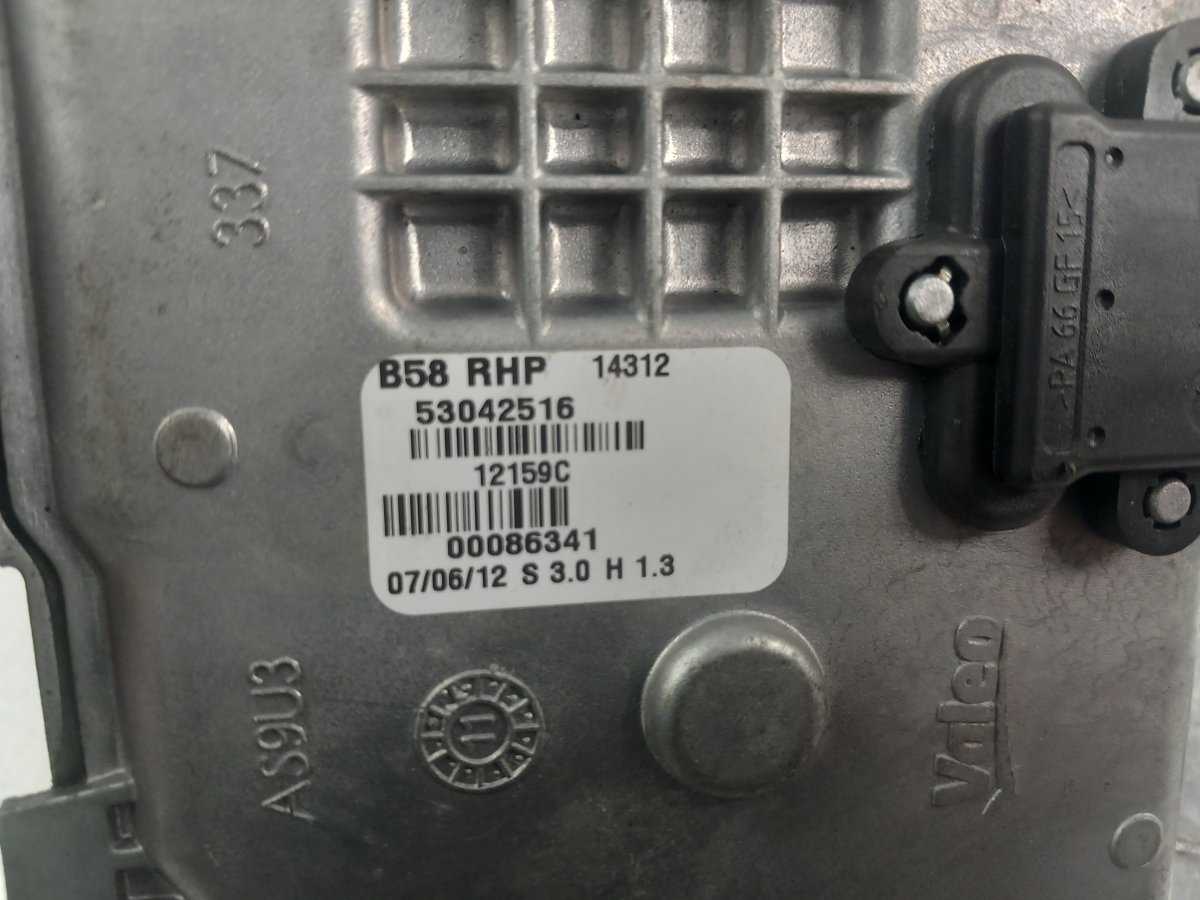 337
>PA 66 GF 15<
B58 RHP 14312
53042516
12159C
00086341
07/06/12 S 3.0 H 1.3
AS9U3
11
Valeo